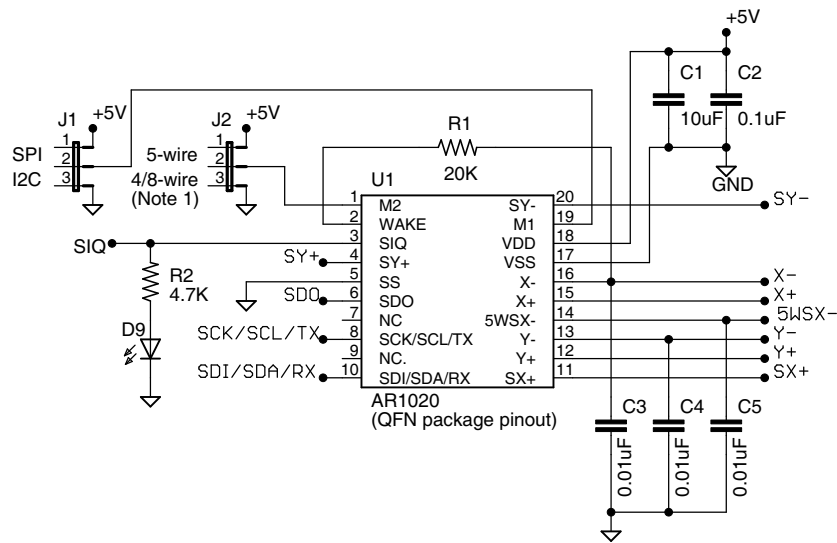 +5V
C1
C2
10uF
0.1uF
GND
J1
+5V
1
SPI
2
I2C
3
J2
+5V
1
5-wire
2
4/8-wire
3
(Note 1)
R1
20K
U1
1 M2
2 WAKE
3 SIQ
4 SY+
5 SS
6 SDO
7 NC
8 SCK/SCL/TX
9 NC.
10 SDI/SDA/RX
SY- 20
M1 19
VDD 18
VSS 17
X- 16
X+ 15
5WSX- 14
Y- 13
Y+ 12
SX+ 11
SIQ
SY+
SDO
SCK/SCL/TX
SDI/SDA/RX
R2
4.7K
D9
SY-
X-
X+
5WSX-
Y-
Y+
SX+
AR1020
(QFN package pinout)
C3
C4
C5
0.01uF
0.01uF
0.01uF